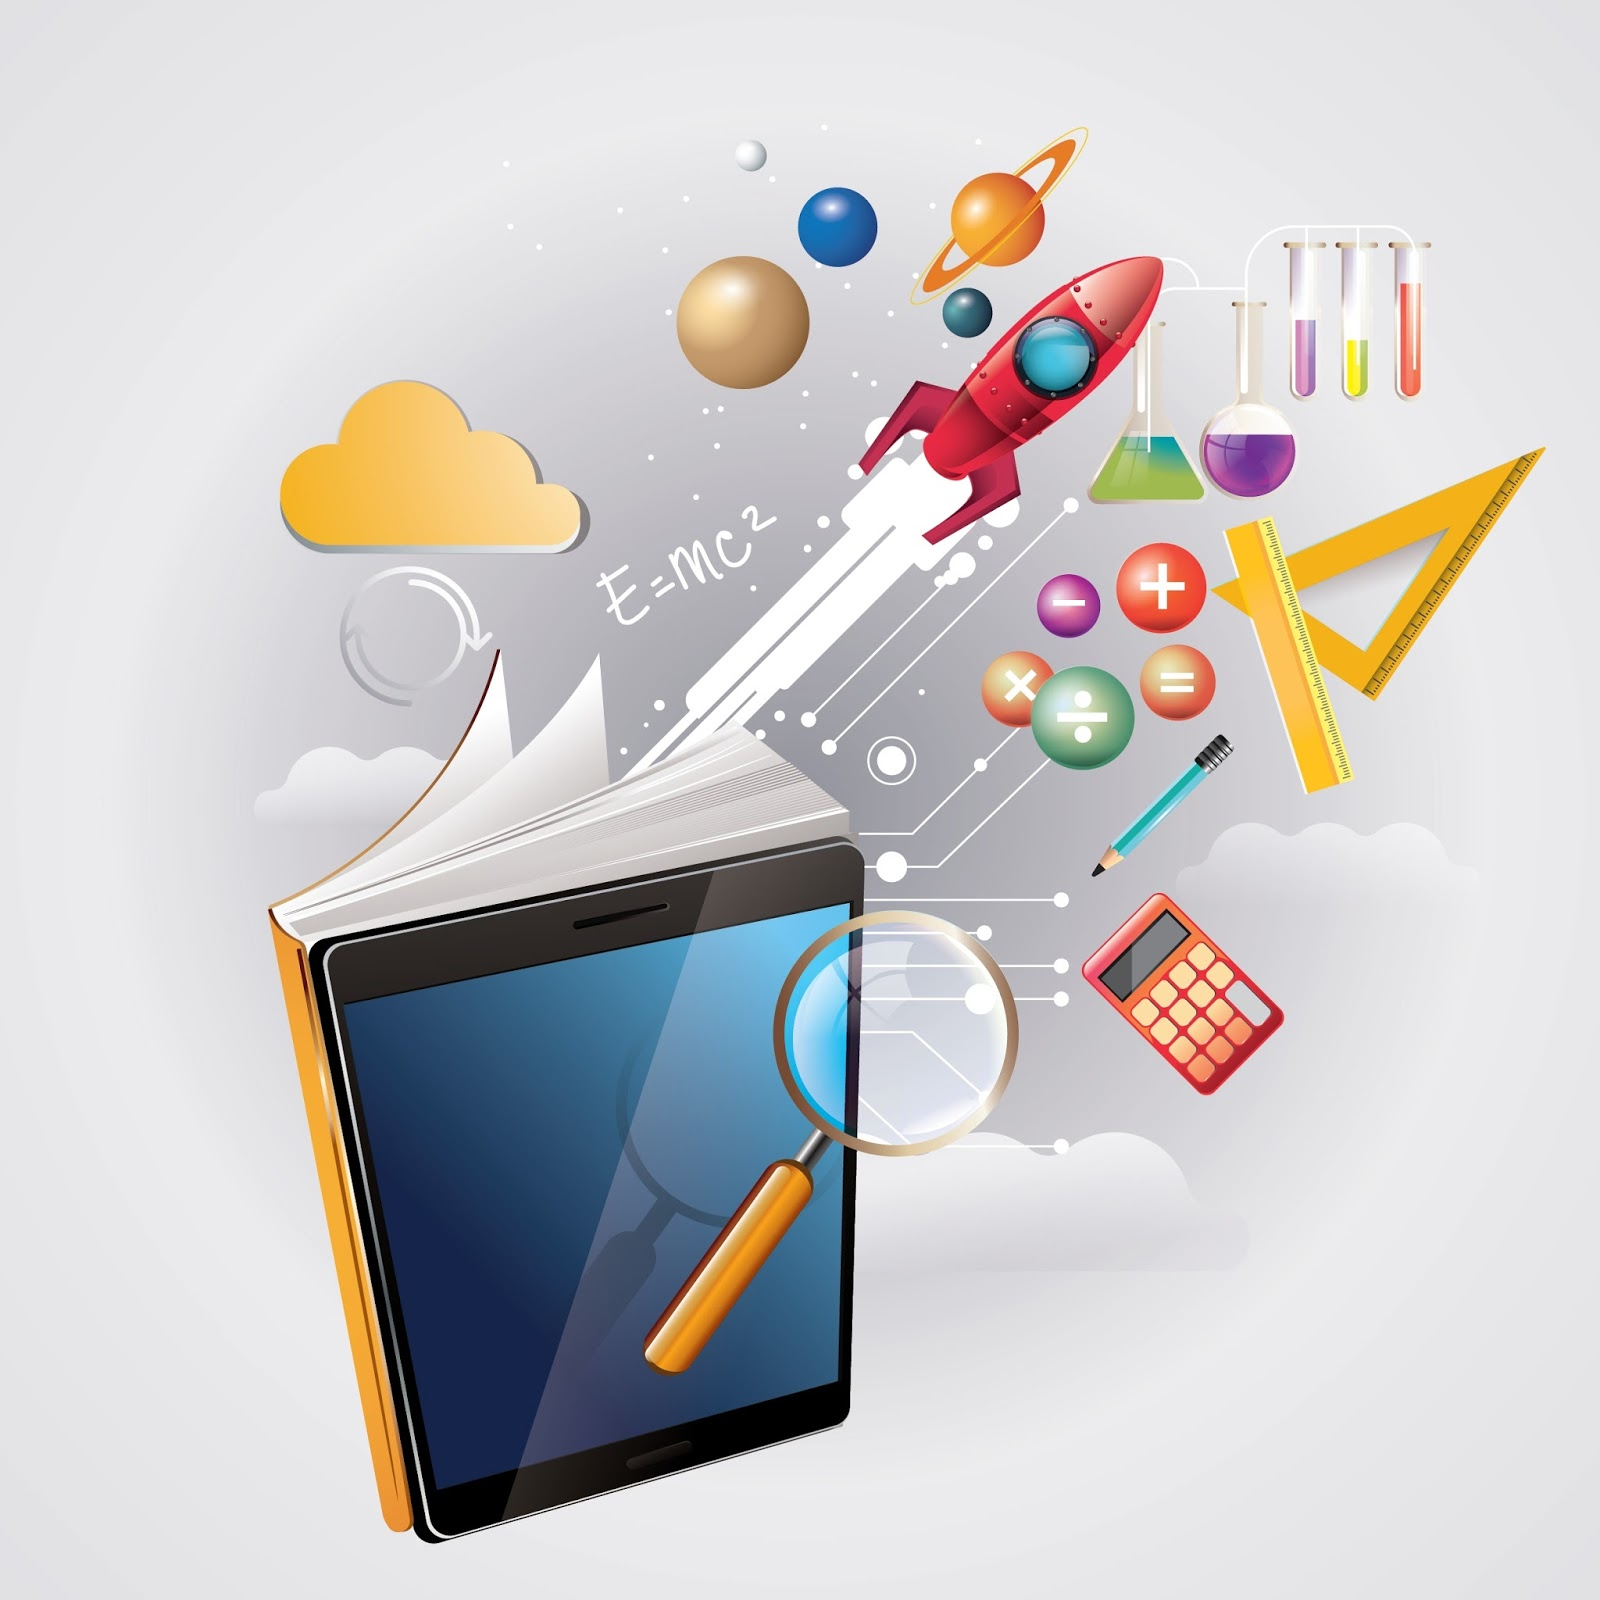 E=mc²
− +
× ÷ =